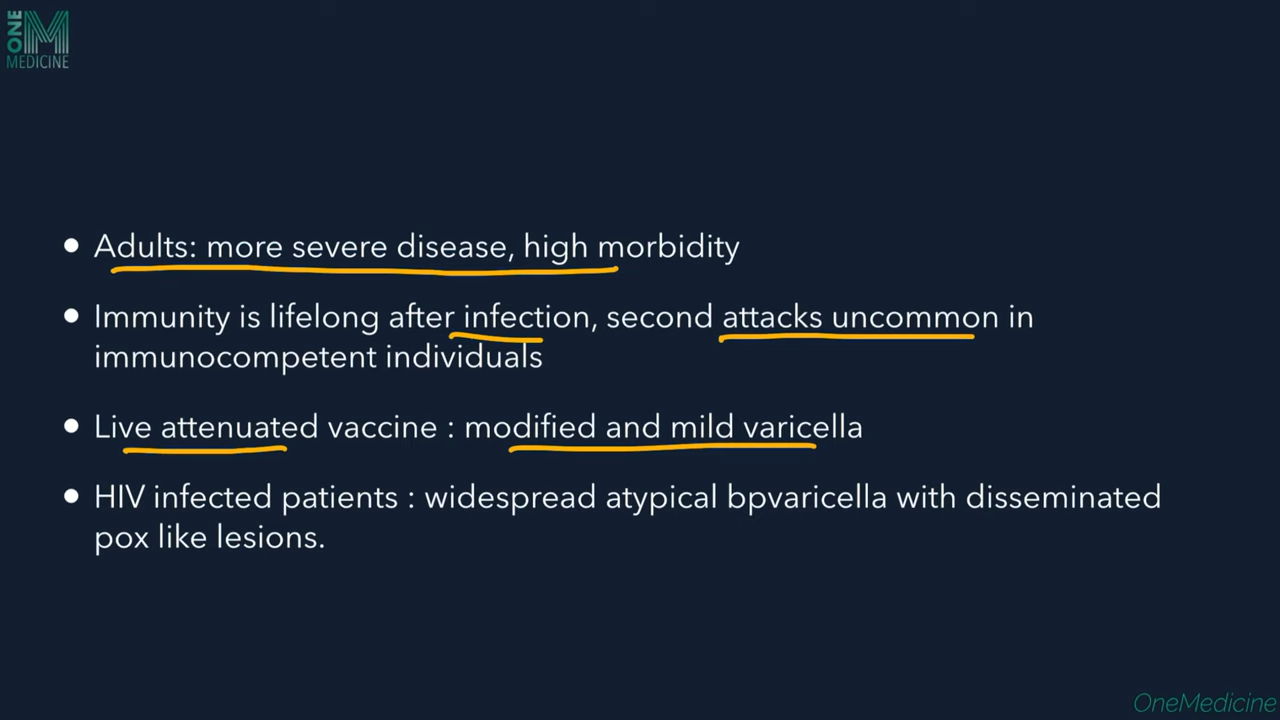 ONE
M
MEDICINE
• Adults: more severe disease, high morbidity
• Immunity is lifelong after infection, second attacks uncommon in
immunocompetent individuals
• Live attenuated vaccine : modified and mild varicella
• HIV infected patients : widespread atypical bpvaricella with disseminated
pox like lesions.
OneMedicine